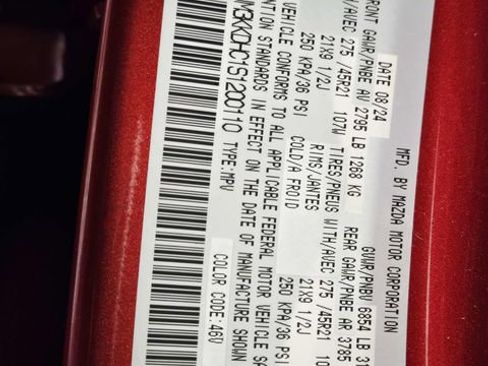 MFD. BY MAZDA MOTOR CORPORATION
DATE 08/24 GVWR/PNBV 6854 LB
FRONT GAWR/PNBE AV 2795 LB 1268 KG REAR GAWR/PNBE AR 3785
/AVEC 275 /45R21 107W TIRES/PNEUS WITH/AVEC 275 /45R21
21X9 1/2J RIMS/JANTES 21X9 1/2J
250 KPA/36 PSI COLD/A FROID 250 KPA/36 PSI
VEHICLE CONFORMS TO ALL APPLICABLE FEDERAL MOTOR VEHICLE
STANDARDS IN EFFECT ON THE DATE OF MANUFACTURE SHOWN
TYPE:MPV COLOR CODE:46V